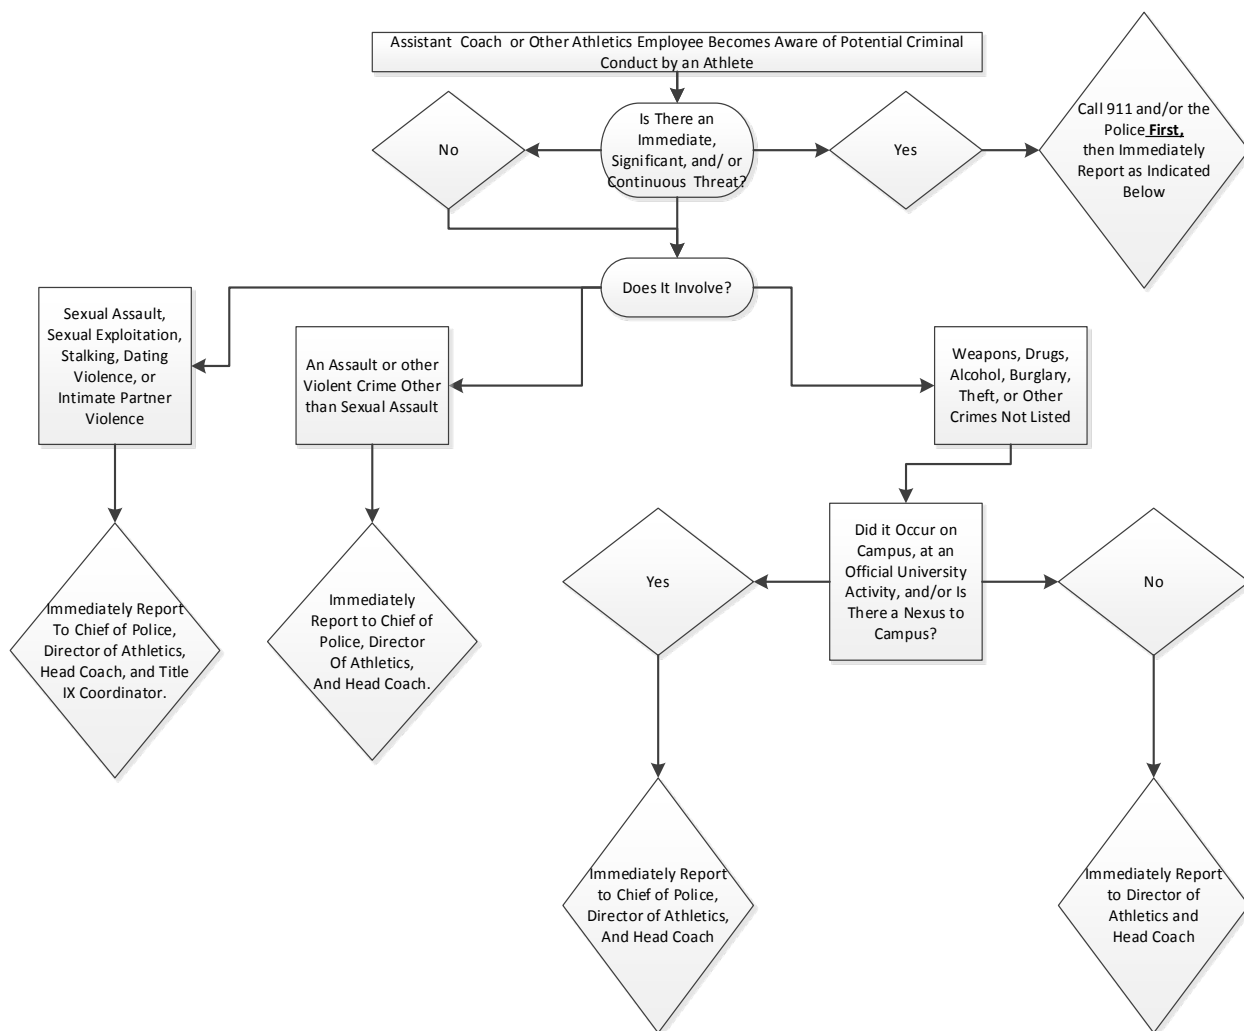 Assistant Coach or Other Athletics Employee Becomes Aware of Potential Criminal
Conduct by an Athlete
Is There an
Immediate,
Significant, and/ or
Continuous Threat?
No
Yes
Call 911 and/or the
Police First,
then Immediately
Report as Indicated
Below
Does It Involve?
Sexual Assault,
Sexual Exploitation,
Stalking, Dating
Violence, or
Intimate Partner
Violence
An Assault or other
Violent Crime Other
than Sexual Assault
Weapons, Drugs,
Alcohol, Burglary,
Theft, or Other
Crimes Not Listed
Immediately Report
To Chief of Police,
Director of Athletics,
Head Coach, and Title
IX Coordinator.
Immediately
Report to Chief of
Police, Director
Of Athletics,
And Head Coach.
Yes
Did it Occur on
Campus, at an
Official University
Activity, and/or Is
There a Nexus to
Campus?
No
Immediately Report
to Chief of Police,
Director of Athletics,
And Head Coach
Immediately Report
to Director of
Athletics and
Head Coach